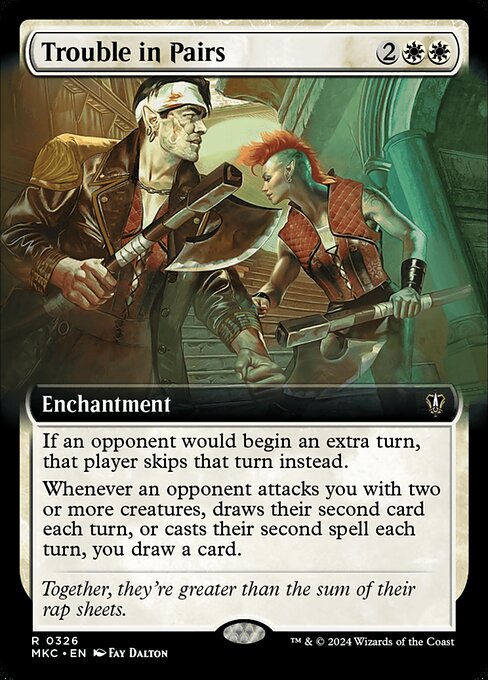 Trouble in Pairs 2
Enchantment
If an opponent would begin an extra turn,
that player skips that turn instead.
Whenever an opponent attacks you with two
or more creatures, draws their second card
each turn, or casts their second spell each
turn, you draw a card.
Together, they're greater than the sum of their
rap sheets.
R 0326 ™ & © 2024 Wizards of the Coast
MKC • EN Fay Dalton